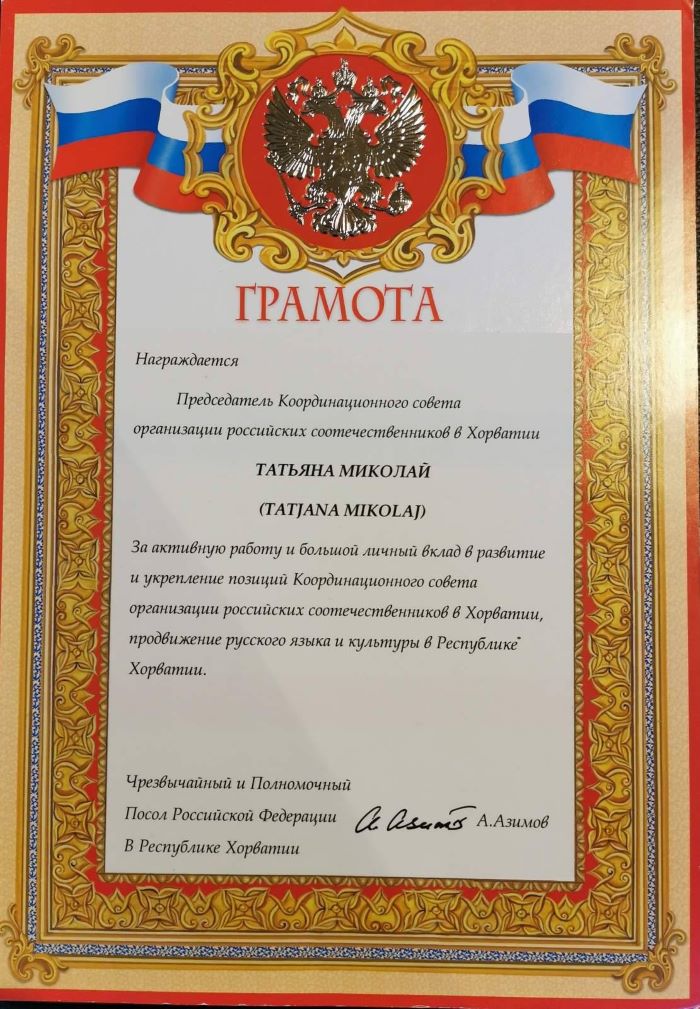 ГРАМОТА
Награждается
Председатель Координационного совета
организации российских соотечественников в Хорватии
ТАТЬЯНА МИКОЛАЙ
(TATJANA MIKOLAJ)
За активную работу и большой личный вклад в развитие
и укрепление позиций Координационного совета
организации российских соотечественников в Хорватии,
продвижение русского языка и культуры в Республике
Хорватии.
Чрезвычайный и Полномочный
Посол Российской Федерации А.Азимов
В Республике Хорватии